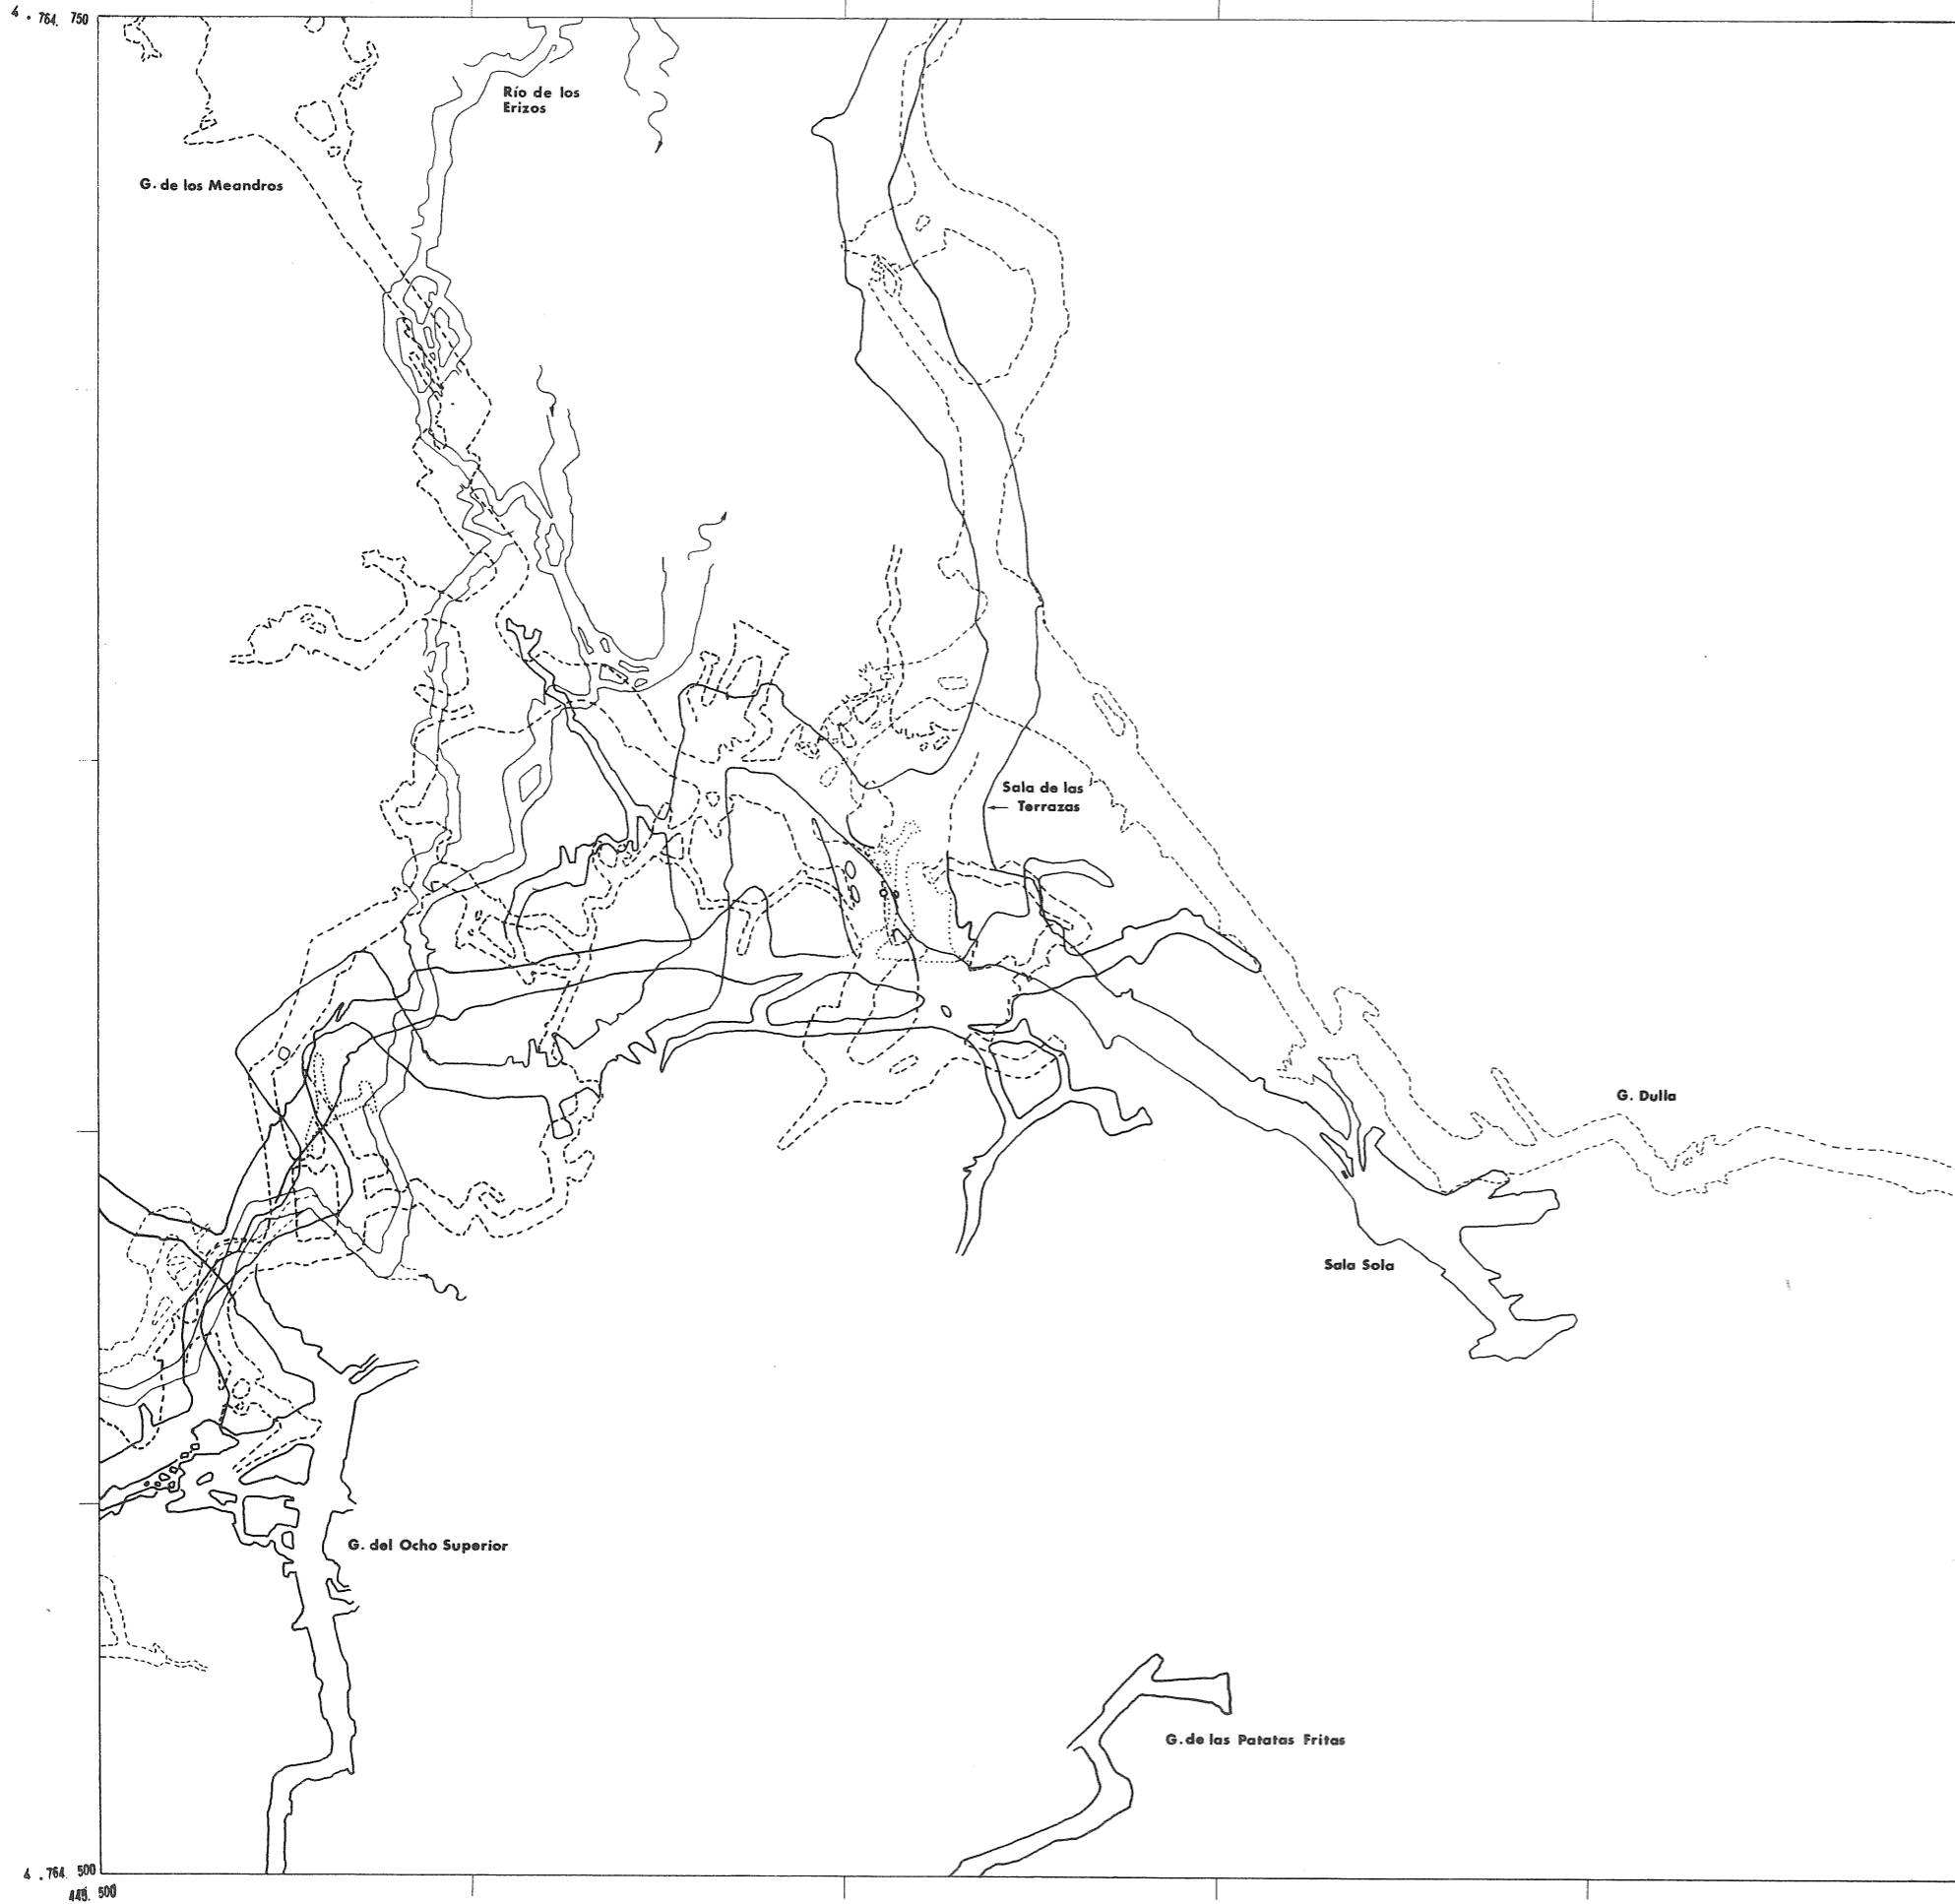 4. 764. 750
Río de los
Erizos
G. de los Meandros
Sala de las
Terrazas
G. Dulla
Sala Sola
G. del Ocho Superior
G. de las Patatas Fritas
4. 764. 500
449. 500